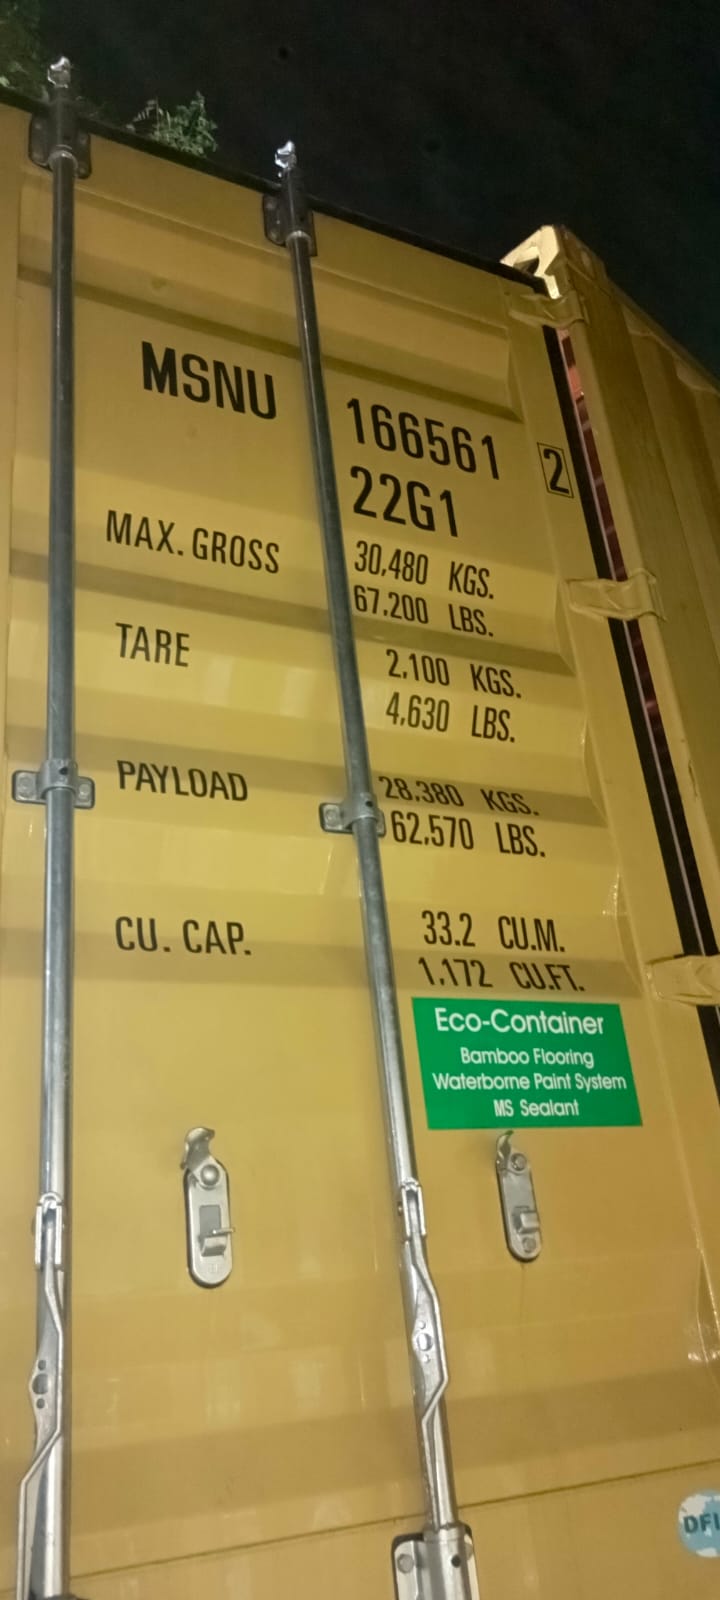 MSNU 166561 2
22G1
MAX. GROSS 30,480 KGS.
67,200 LBS.
TARE 2,100 KGS.
4,630 LBS.
PAYLOAD 28,380 KGS.
62,570 LBS.
CU. CAP. 33.2 CU.M.
1,172 CU.FT.
Eco-Container
Bamboo Flooring
Waterborne Paint System
MS Sealant